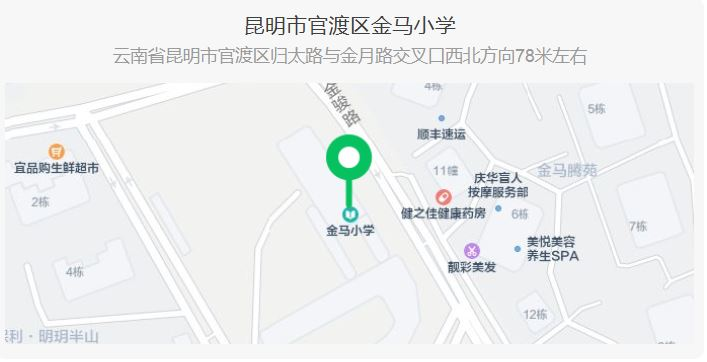 昆明市官渡区金马小学
云南省昆明市官渡区归太路与金月路交叉口西北方向78米左右
金骏路
4栋
5栋
顺丰速运
宜品购生鲜超市
11幢
庆华盲人
按摩服务部
金马腾苑
2栋
健之佳健康药房
6栋
金马小学
7栋
美悦美容
养生SPA
靓彩美发
4栋
12栋
保利·明玥半山